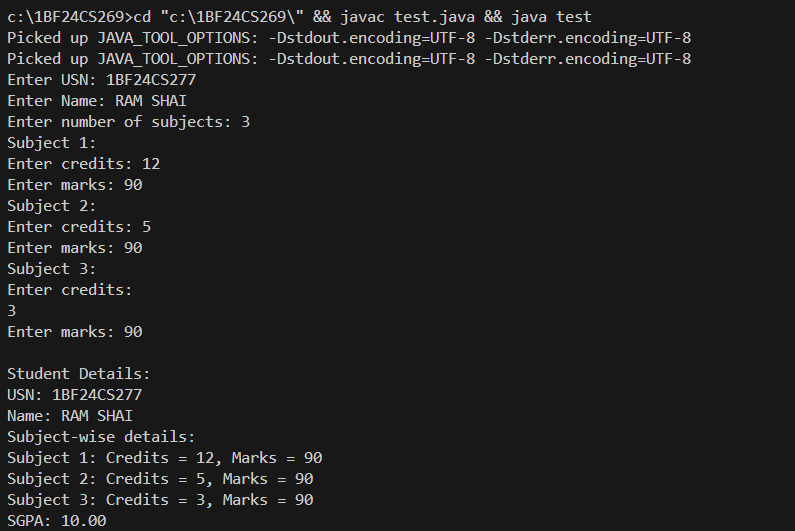 c:\1BF24CS269>cd "c:\1BF24CS269\" && javac test.java && java test
Picked up JAVA_TOOL_OPTIONS: -Dstdout.encoding=UTF-8 -Dstderr.encoding=UTF-8
Picked up JAVA_TOOL_OPTIONS: -Dstdout.encoding=UTF-8 -Dstderr.encoding=UTF-8
Enter USN: 1BF24CS277
Enter Name: RAM SHAI
Enter number of subjects: 3
Subject 1:
Enter credits: 12
Enter marks: 90
Subject 2:
Enter credits: 5
Enter marks: 90
Subject 3:
Enter credits:
3
Enter marks: 90

Student Details:
USN: 1BF24CS277
Name: RAM SHAI
Subject-wise details:
Subject 1: Credits = 12, Marks = 90
Subject 2: Credits = 5, Marks = 90
Subject 3: Credits = 3, Marks = 90
SGPA: 10.00